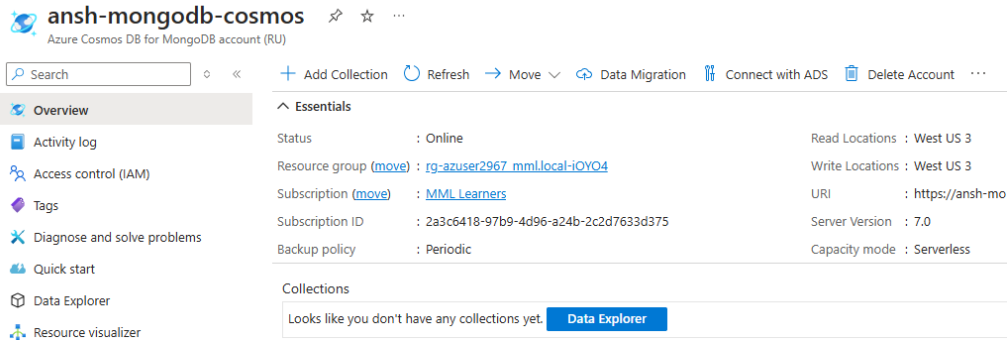 ansh-mongodb-cosmos
Azure Cosmos DB for MongoDB account (RU)
Search
Overview
Activity log
Access control (IAM)
Tags
Diagnose and solve problems
Quick start
Data Explorer
Resource visualizer
Add Collection Refresh Move Data Migration Connect with ADS Delete Account
Essentials
Status : Online
Resource group (move) : rg-azuser2967_mml.local-iOYO4
Subscription (move) : MML Learners
Subscription ID : 2a3c6418-97b9-4d96-a24b-2c2d7633d375
Backup policy : Periodic
Read Locations : West US 3
Write Locations : West US 3
URI : https://ansh-mo
Server Version : 7.0
Capacity mode : Serverless
Collections
Looks like you don't have any collections yet. Data Explorer